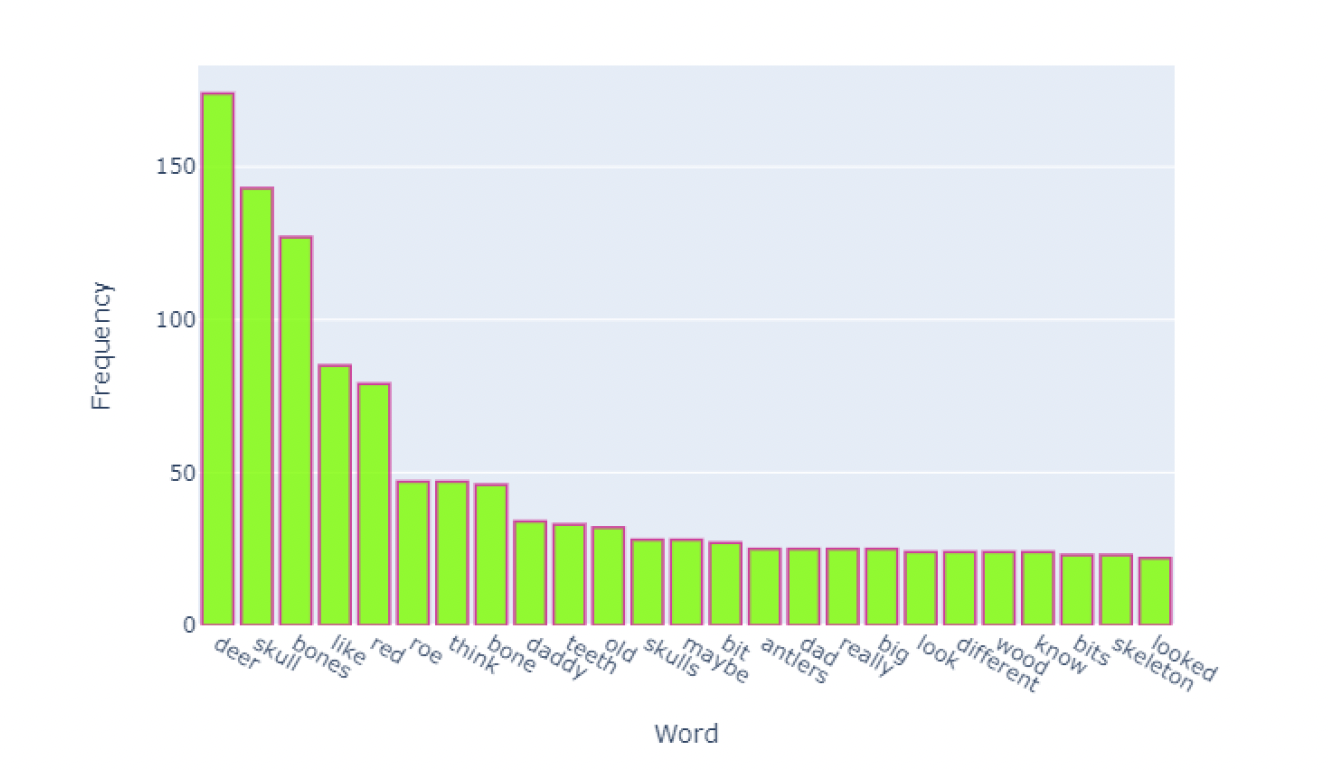 150
100
50
0
Frequency
deer skull bones like red roe think bone daddy teeth old skulls maybe bit antlers dad really big look different wood know bits skeleton looked
Word